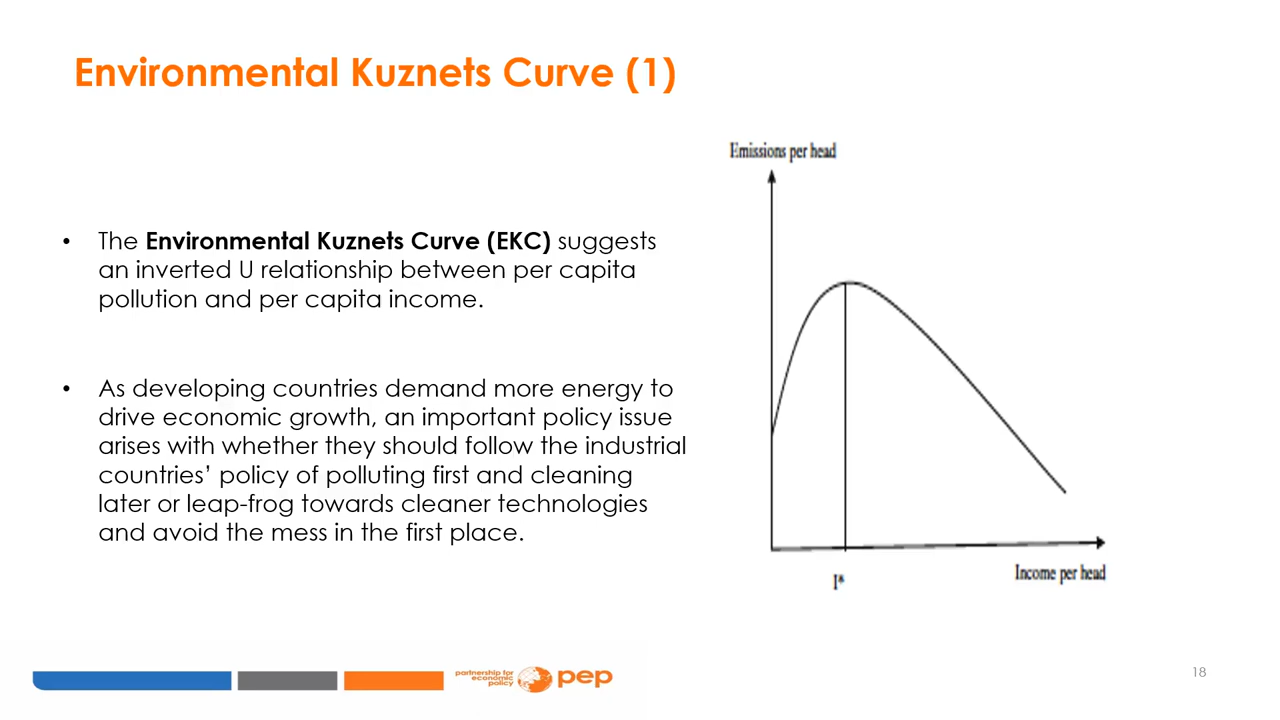 Environmental Kuznets Curve (1)
• The Environmental Kuznets Curve (EKC) suggests
an inverted U relationship between per capita
pollution and per capita income.
• As developing countries demand more energy to
drive economic growth, an important policy issue
arises with whether they should follow the industrial
countries’ policy of polluting first and cleaning
later or leap-frog towards cleaner technologies
and avoid the mess in the first place.
Emissions per head
I*
Income per head
partnership for
economic
policy
pep
18